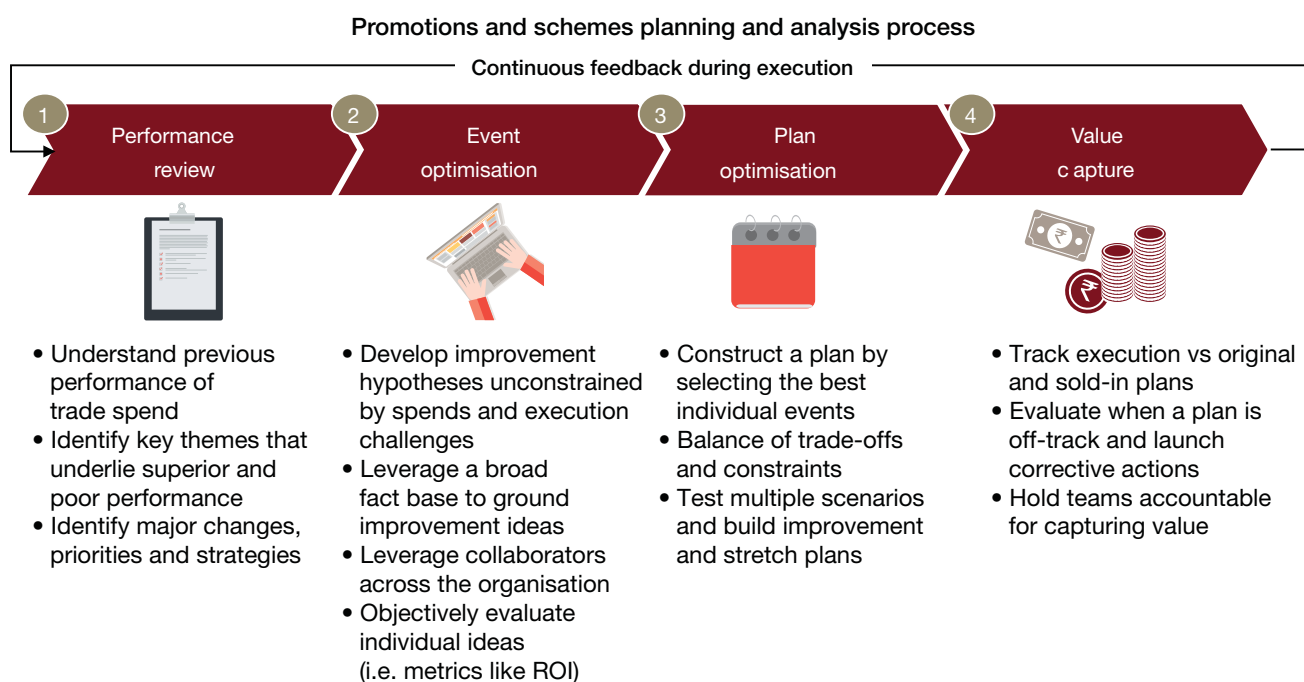 Promotions and schemes planning and analysis process
Continuous feedback during execution
1
Performance
review
2
Event
optimisation
3
Plan
optimisation
4
Value
c apture
₹
₹
• Understand previous
performance of
trade spend
• Identify key themes that
underlie superior and
poor performance
• Identify major changes,
priorities and strategies
• Develop improvement
hypotheses unconstrained
by spends and execution
challenges
• Leverage a broad
fact base to ground
improvement ideas
• Leverage collaborators
across the organisation
• Objectively evaluate
individual ideas
(i.e. metrics like ROI)
• Construct a plan by
selecting the best
individual events
• Balance of trade-offs
and constraints
• Test multiple scenarios
and build improvement
and stretch plans
• Track execution vs original
and sold-in plans
• Evaluate when a plan is
off-track and launch
corrective actions
• Hold teams accountable
for capturing value